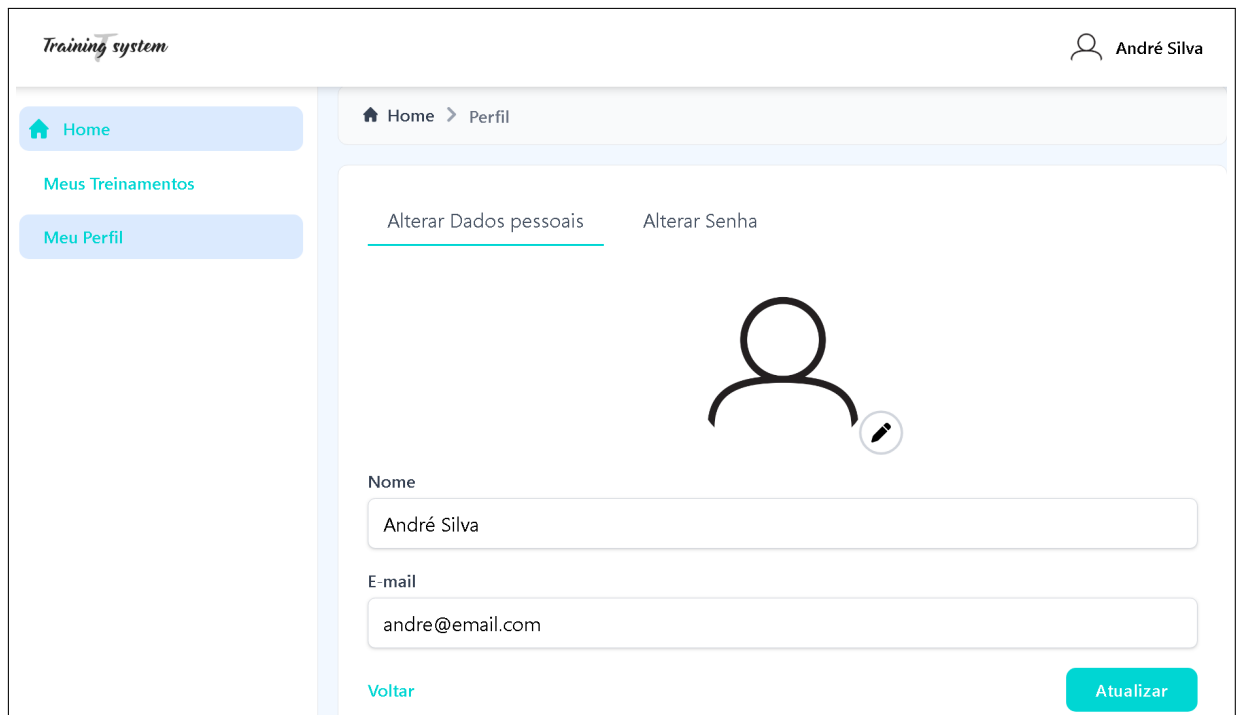 Training system
André Silva
Home
Meus Treinamentos
Meu Perfil
Home > Perfil
Alterar Dados pessoais
Alterar Senha
Nome
André Silva
E-mail
andre@email.com
Voltar
Atualizar